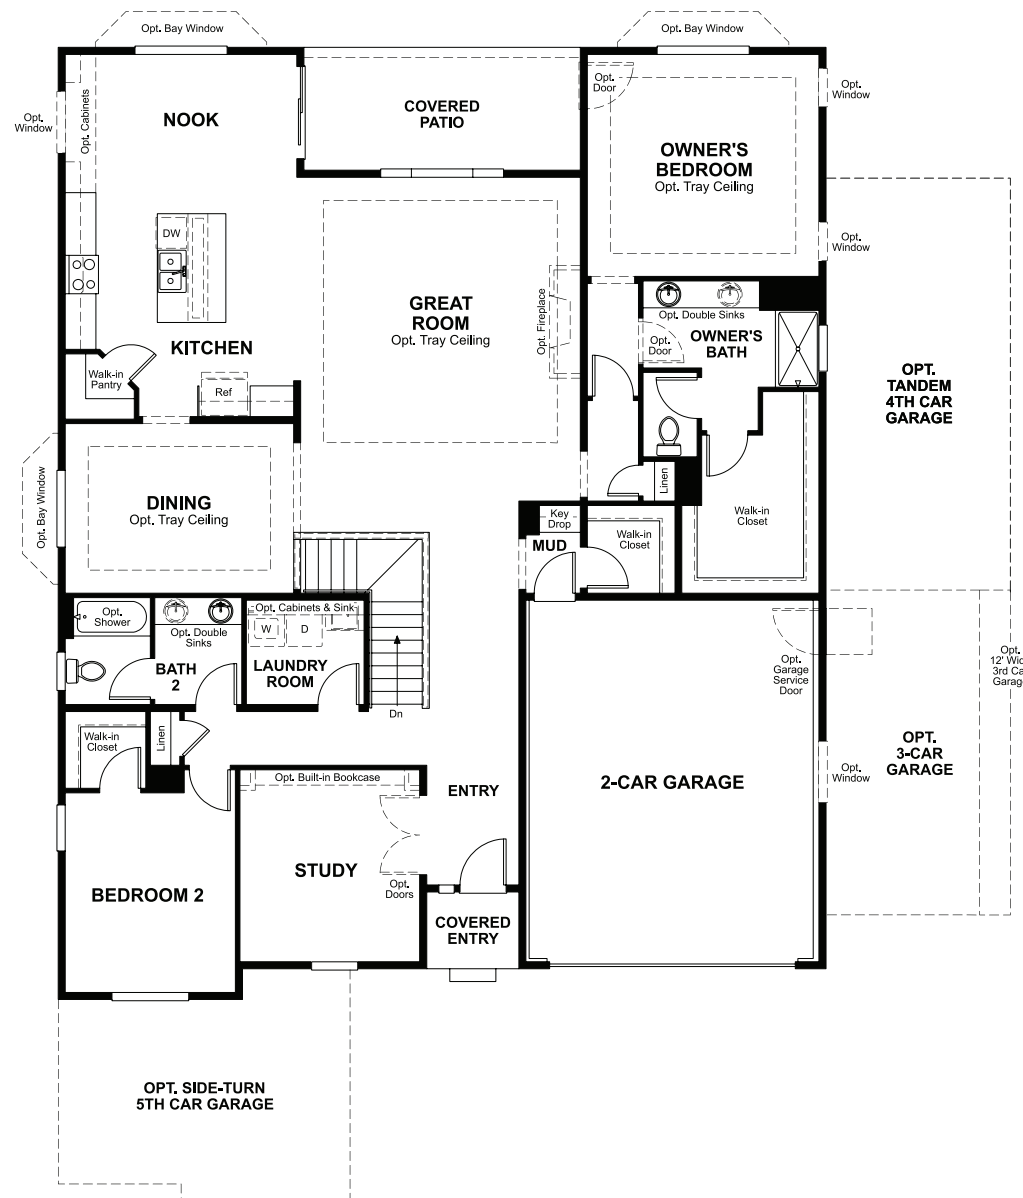 Opt. Bay Window
Opt. Bay Window
Opt.
Window
Opt. Cabinets
NOOK
COVERED
PATIO
Opt.
Door
OWNER'S
BEDROOM
Opt. Tray Ceiling
Opt.
Window
Opt.
Window
DW
GREAT
ROOM
Opt. Tray Ceiling
Opt. Fireplace
Opt. Double Sinks
OWNER'S
BATH
Opt.
Door
KITCHEN
Walk-in
Pantry
Ref
OPT.
TANDEM
4TH CAR
GARAGE
Opt. Bay Window
DINING
Opt. Tray Ceiling
Linen
Walk-in
Closet
Key
Drop
MUD
Walk-in
Closet
Opt.
Shower
Opt. Double
Sinks
BATH
2
Opt. Cabinets & Sink
W
D
LAUNDRY
ROOM
Dn
Opt.
Garage
Service
Door
Opt.
12' Wid
3rd Ca
Garag
Walk-in
Closet
Linen
Opt. Built-in Bookcase
ENTRY
2-CAR GARAGE
Opt.
Window
OPT.
3-CAR
GARAGE
BEDROOM 2
STUDY
Opt.
Doors
COVERED
ENTRY
OPT. SIDE-TURN
5TH CAR GARAGE